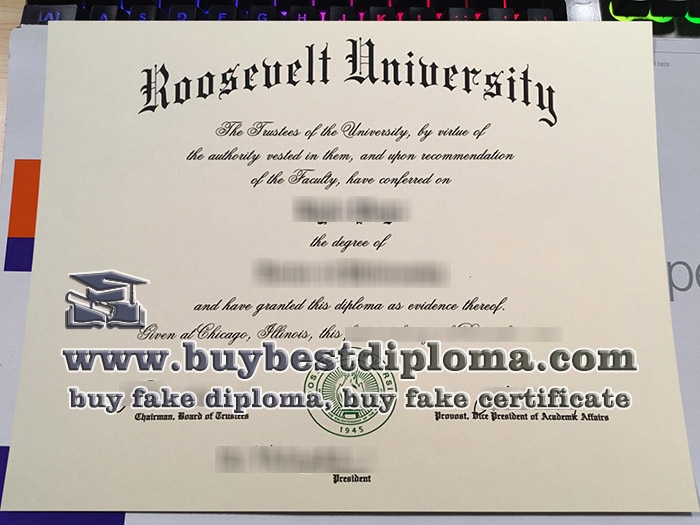 Roosevelt University
The Trustees of the University, by virtue of
the authority vested in them, and upon recommendation
of the Faculty, have conferred on
the degree of
and have granted this diploma as evidence thereof.
Given at Chicago, Illinois, this
www.buybestdiploma.com
buy fake diploma, buy fake certificate
Chairman, Board of Trustees
Provost, Vice President of Academic Affairs
1945
President